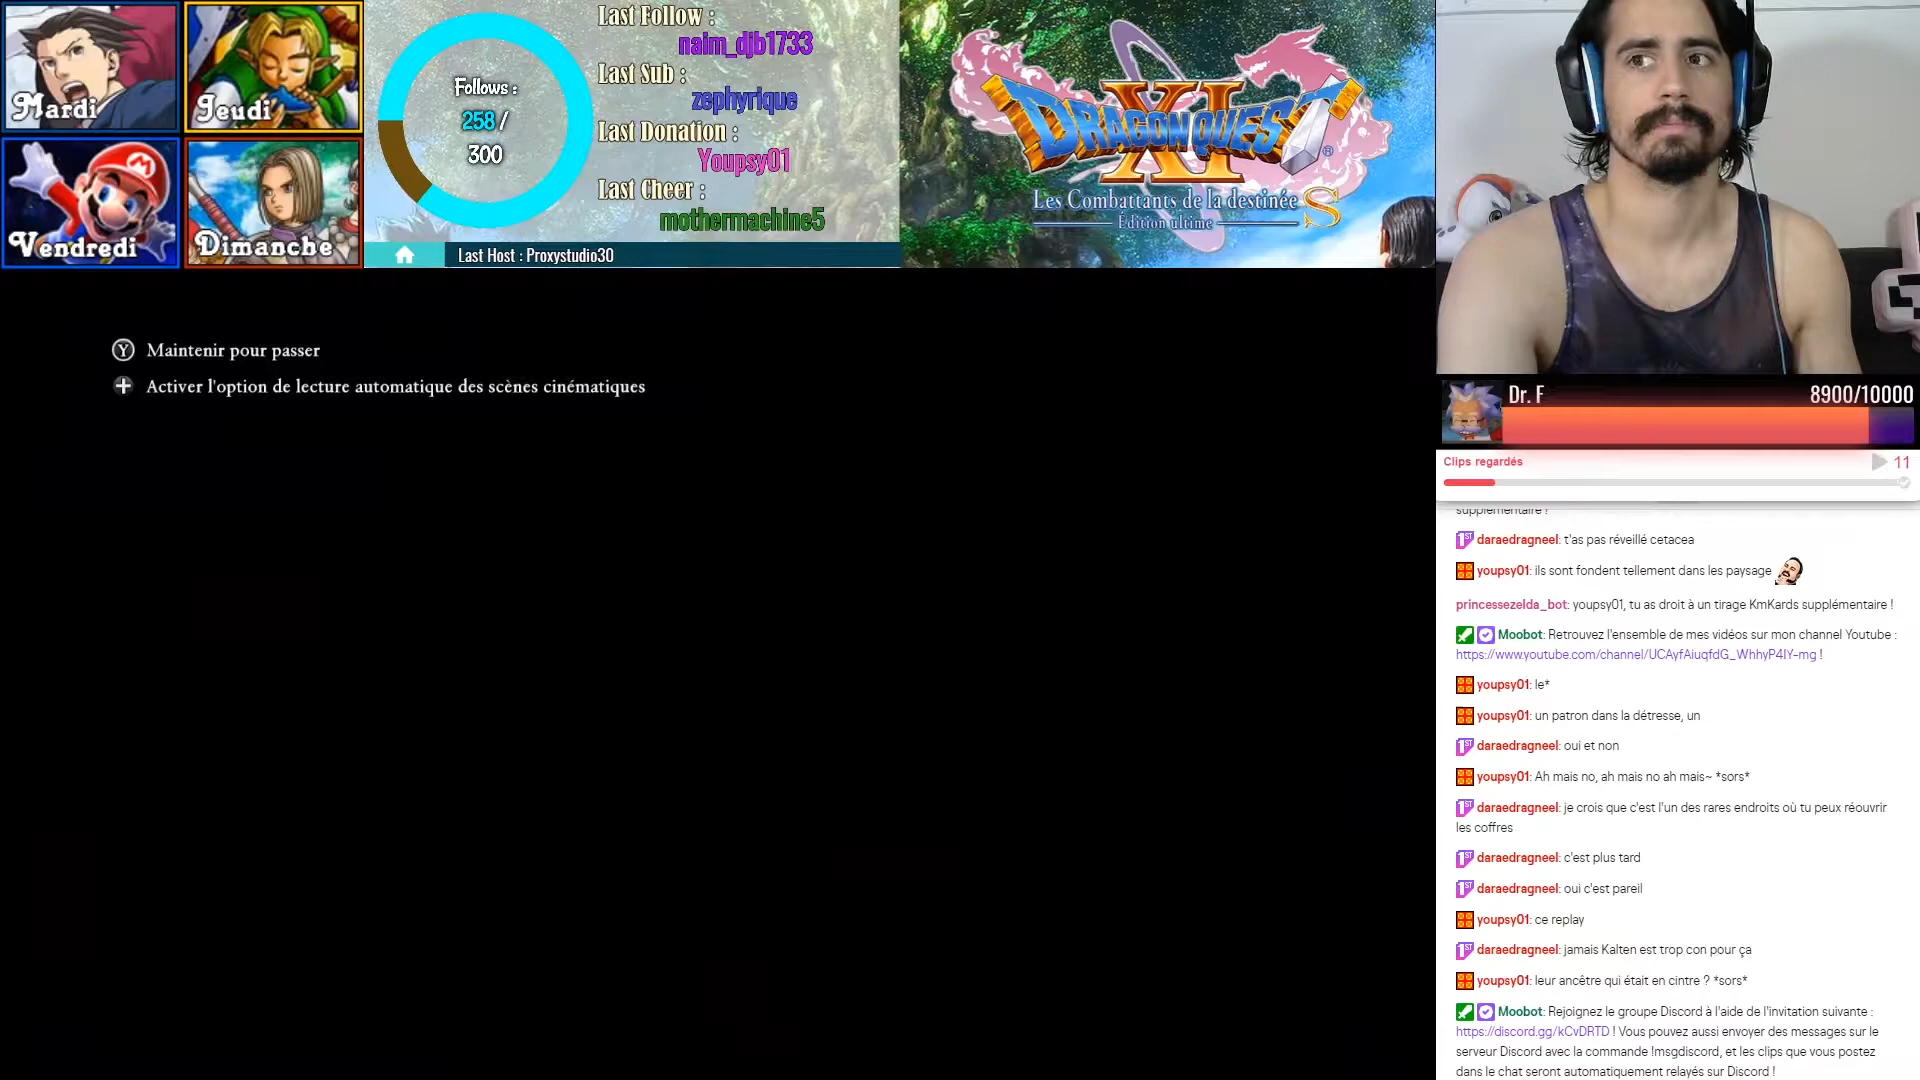 Mardi
Jeudi
Vendredi
Dimanche
Follows :
258 /
300
Last Follow :
naim_djb1733
Last Sub :
zephyrique
Last Donation :
Youpsy01
Last Cheer :
mothermachine5
Last Host : Proxystudio30
DRAGON QUEST
XI
®
Les Combattants de la destinée S
Édition ultime
Y Maintenir pour passer
+ Activer l'option de lecture automatique des scènes cinématiques
Dr. F 8900/10000
Clips regardés 11
supplémentaire !
daraedragneel: t'as pas réveillé cetacea
youpsy01: ils sont fondent tellement dans les paysage
princessezelda_bot: youpsy01, tu as droit à un tirage KmKards supplémentaire !
Moobot: Retrouvez l'ensemble de mes vidéos sur mon channel Youtube :
https://www.youtube.com/channel/UCAyfAiuqfdG_WhhyP4IY-mg !
youpsy01: le*
youpsy01: un patron dans la détresse, un
daraedragneel: oui et non
youpsy01: Ah mais no, ah mais no ah mais~ *sors*
daraedragneel: je crois que c'est l'un des rares endroits où tu peux réouvrir
les coffres
daraedragneel: c'est plus tard
daraedragneel: oui c'est pareil
youpsy01: ce replay
daraedragneel: jamais Kalten est trop con pour ça
youpsy01: leur ancêtre qui était en cintre ? *sors*
Moobot: Rejoignez le groupe Discord à l'aide de l'invitation suivante :
https://discord.gg/kCvDRTD ! Vous pouvez aussi envoyer des messages sur le
serveur Discord avec la commande !msgdiscord, et les clips que vous postez
dans le chat seront automatiquement relayés sur Discord !